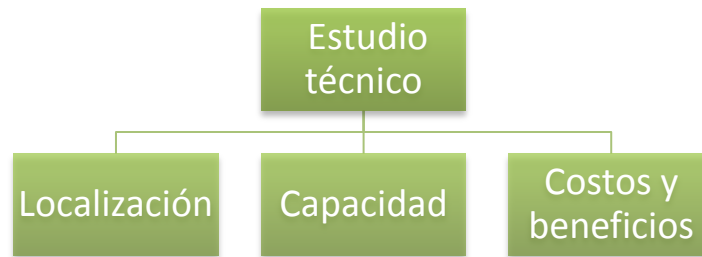 Estudio
técnico
Localización
Capacidad
Costos y
beneficios